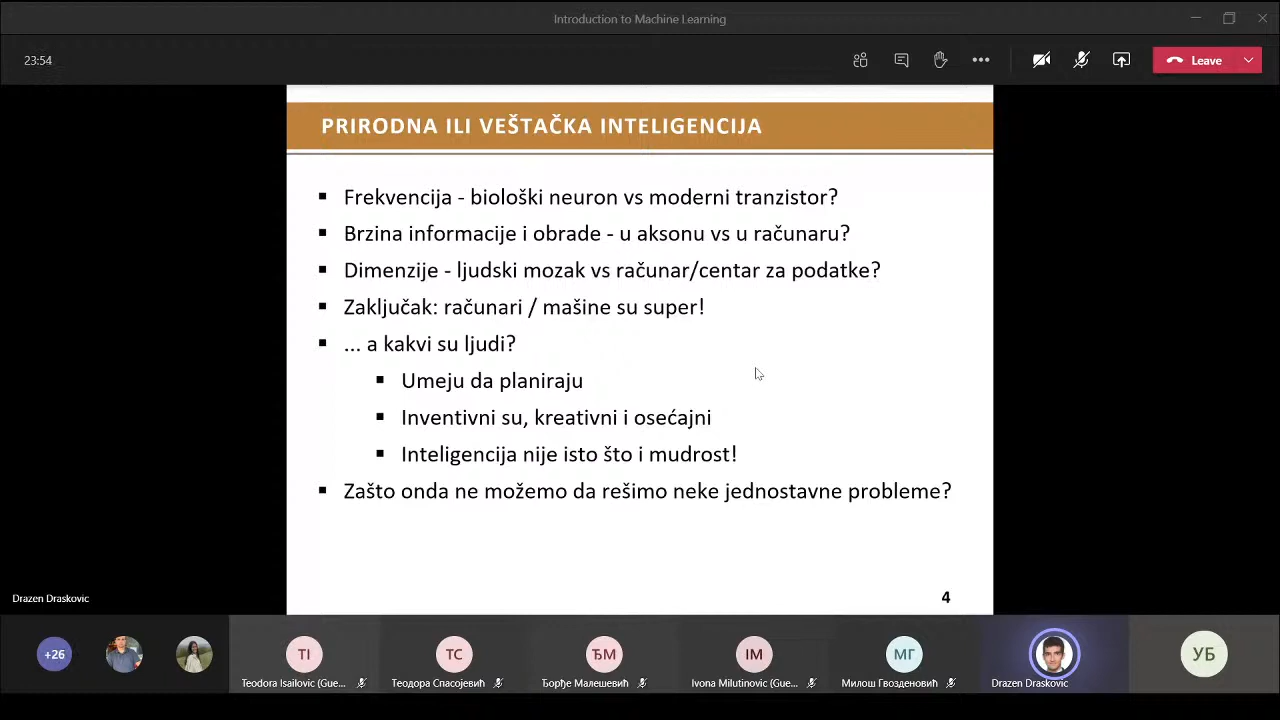 Introduction to Machine Learning
23:54
Leave
PRIRODNA ILI VEŠTAČKA INTELIGENCIJA
▪ Frekvencija - biološki neuron vs moderni tranzistor?
▪ Brzina informacije i obrade - u aksonu vs u računaru?
▪ Dimenzije - ljudski mozak vs računar/centar za podatke?
▪ Zaključak: računari / mašine su super!
▪ ... a kakvi su ljudi?
▪ Umeju da planiraju
▪ Inventivni su, kreativni i osećajni
▪ Inteligencija nije isto što i mudrost!
▪ Zašto onda ne možemo da rešimo neke jednostavne probleme?
4
Drazen Draskovic
+26
TI
TC
ЂМ
IM
МГ
УБ
Teodora Isailovic (Gue...
Теодора Спасојевић
Ђорђе Малешевић
Ivona Milutinovic (Gue...
Милош Гвозденовић
Drazen Draskovic